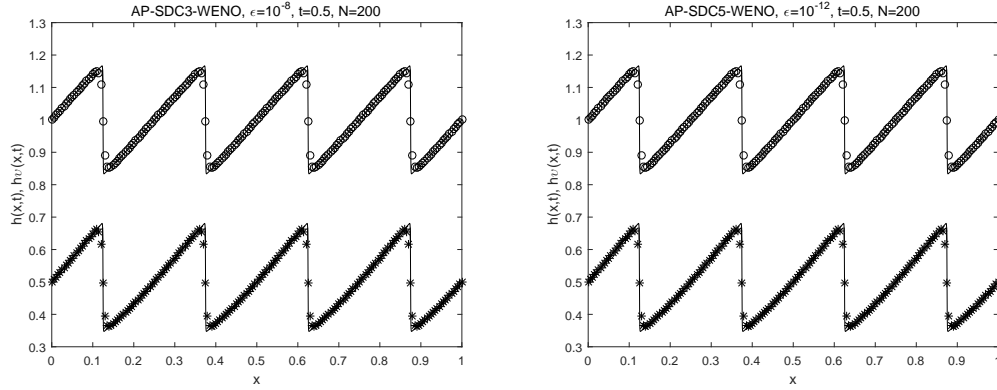 AP-SDC3-WENO, ϵ=10⁻⁸, t=0.5, N=200
1.3
1.2
1.1
1
0.9
0.8
0.7
0.6
0.5
0.4
0.3
h(x,t), hυ(x,t)
0 0.1 0.2 0.3 0.4 0.5 0.6 0.7 0.8 0.9 1
x
AP-SDC5-WENO, ϵ=10⁻¹², t=0.5, N=200
1.3
1.2
1.1
1
0.9
0.8
0.7
0.6
0.5
0.4
0.3
h(x,t), hυ(x,t)
0 0.1 0.2 0.3 0.4 0.5 0.6 0.7 0.8 0.9 1
x